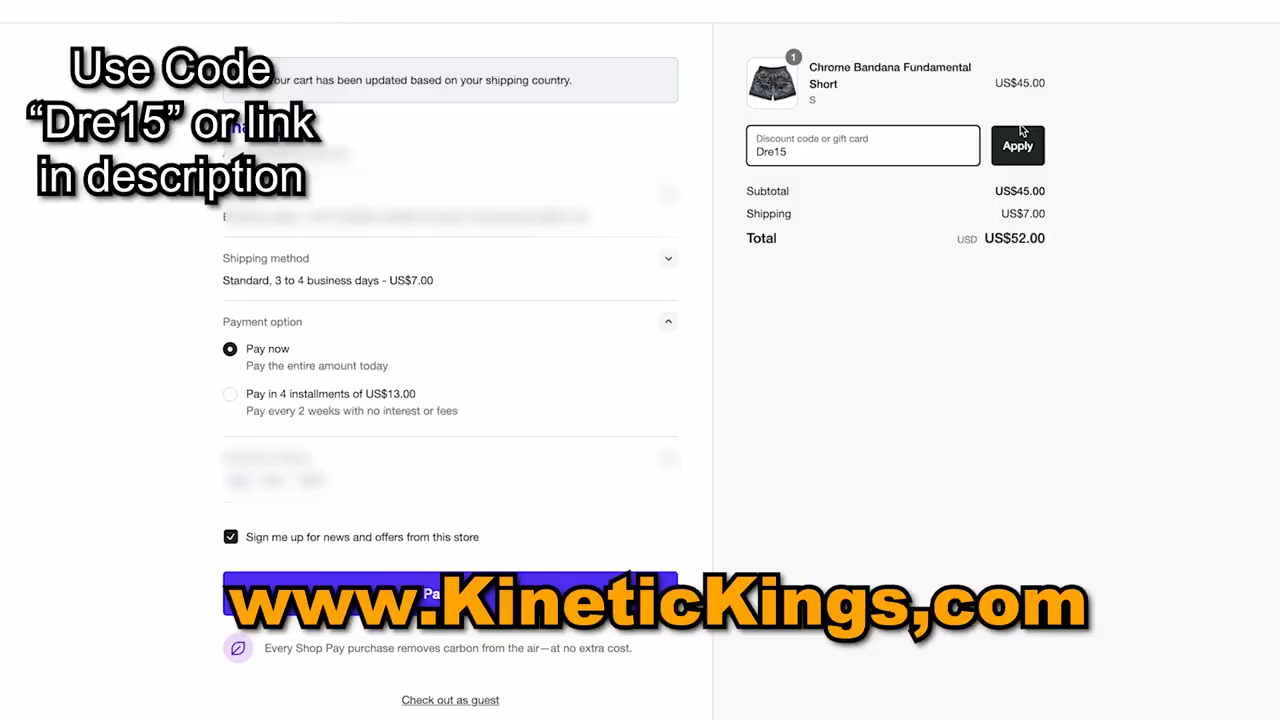 Use Code
“Dre15” or link
in description
our cart has been updated based on your shipping country.
Shipping method
Standard, 3 to 4 business days - US$7.00
Payment option
Pay now
Pay the entire amount today
Pay in 4 installments of US$13.00
Pay every 2 weeks with no interest or fees
Sign me up for news and offers from this store
www.KineticKings,com
Every Shop Pay purchase removes carbon from the air—at no extra cost.
Check out as guest
1
Chrome Bandana Fundamental
Short
S
US$45.00
Discount code or gift card
Dre15
Apply
Subtotal US$45.00
Shipping US$7.00
Total USD US$52.00